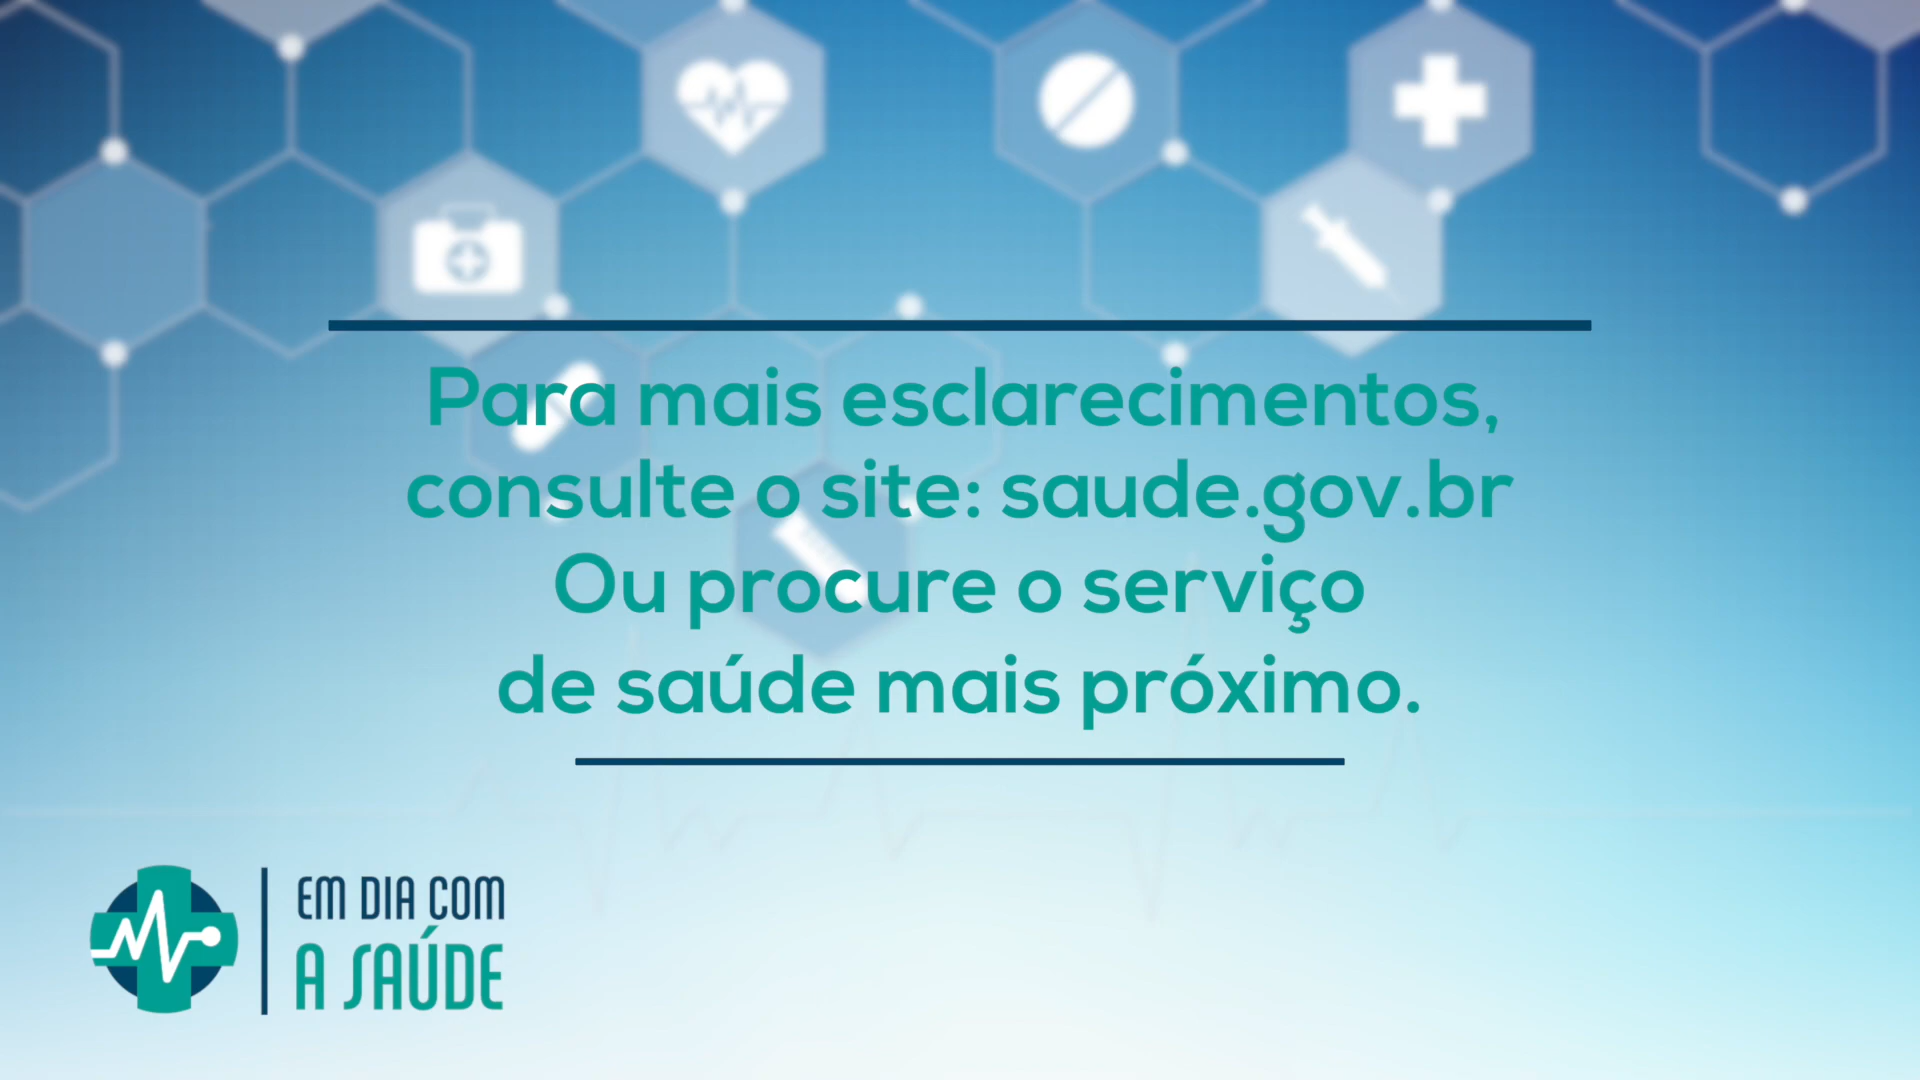 Para mais esclarecimentos,
consulte o site: saude.gov.br
Ou procure o serviço
de saúde mais próximo.
EM DIA COM
A SAÚDE